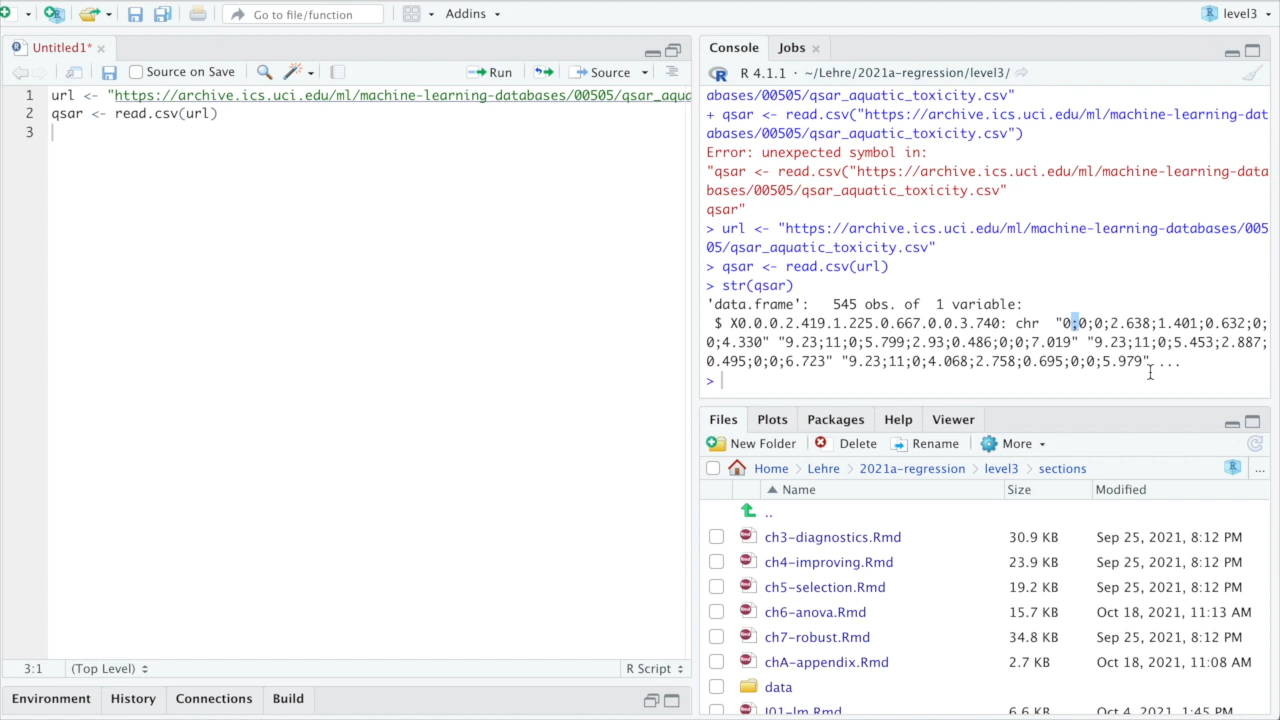 Go to file/function
Addins
level3
Untitled1*
Source on Save
Run
Source
1 url <- "https://archive.ics.uci.edu/ml/machine-learning-databases/00505/qsar_aqua
2 qsar <- read.csv(url)
3
3:1
(Top Level)
R Script
Environment
History
Connections
Build
Console
Jobs
R 4.1.1 · ~/Lehre/2021a-regression/level3/
abases/00505/qsar_aquatic_toxicity.csv"
+ qsar <- read.csv("https://archive.ics.uci.edu/ml/machine-learning-dat
abases/00505/qsar_aquatic_toxicity.csv")
Error: unexpected symbol in:
"qsar <- read.csv("https://archive.ics.uci.edu/ml/machine-learning-data
bases/00505/qsar_aquatic_toxicity.csv"
qsar"
> url <- "https://archive.ics.uci.edu/ml/machine-learning-databases/005
05/qsar_aquatic_toxicity.csv"
> qsar <- read.csv(url)
> str(qsar)
'data.frame':   545 obs. of  1 variable:
 $ X0.0.0.2.419.1.225.0.667.0.0.3.740: chr  "0;0;0;2.638;1.401;0.632;0;
0;4.330" "9.23;11;0;5.799;2.93;0.486;0;0;7.019" "9.23;11;0;5.453;2.887;
0.495;0;0;6.723" "9.23;11;0;4.068;2.758;0.695;0;0;5.979" ...
>
Files
Plots
Packages
Help
Viewer
New Folder
Delete
Rename
More
Home
Lehre
2021a-regression
level3
sections
...
Name
Size
Modified
..
ch3-diagnostics.Rmd 30.9 KB Sep 25, 2021, 8:12 PM
ch4-improving.Rmd 23.9 KB Sep 25, 2021, 8:12 PM
ch5-selection.Rmd 19.2 KB Sep 25, 2021, 8:12 PM
ch6-anova.Rmd 15.7 KB Oct 18, 2021, 11:13 AM
ch7-robust.Rmd 34.8 KB Sep 25, 2021, 8:12 PM
chA-appendix.Rmd 2.7 KB Oct 18, 2021, 11:08 AM
data
6.6 KB Oct 4, 2021, 1:45 PM